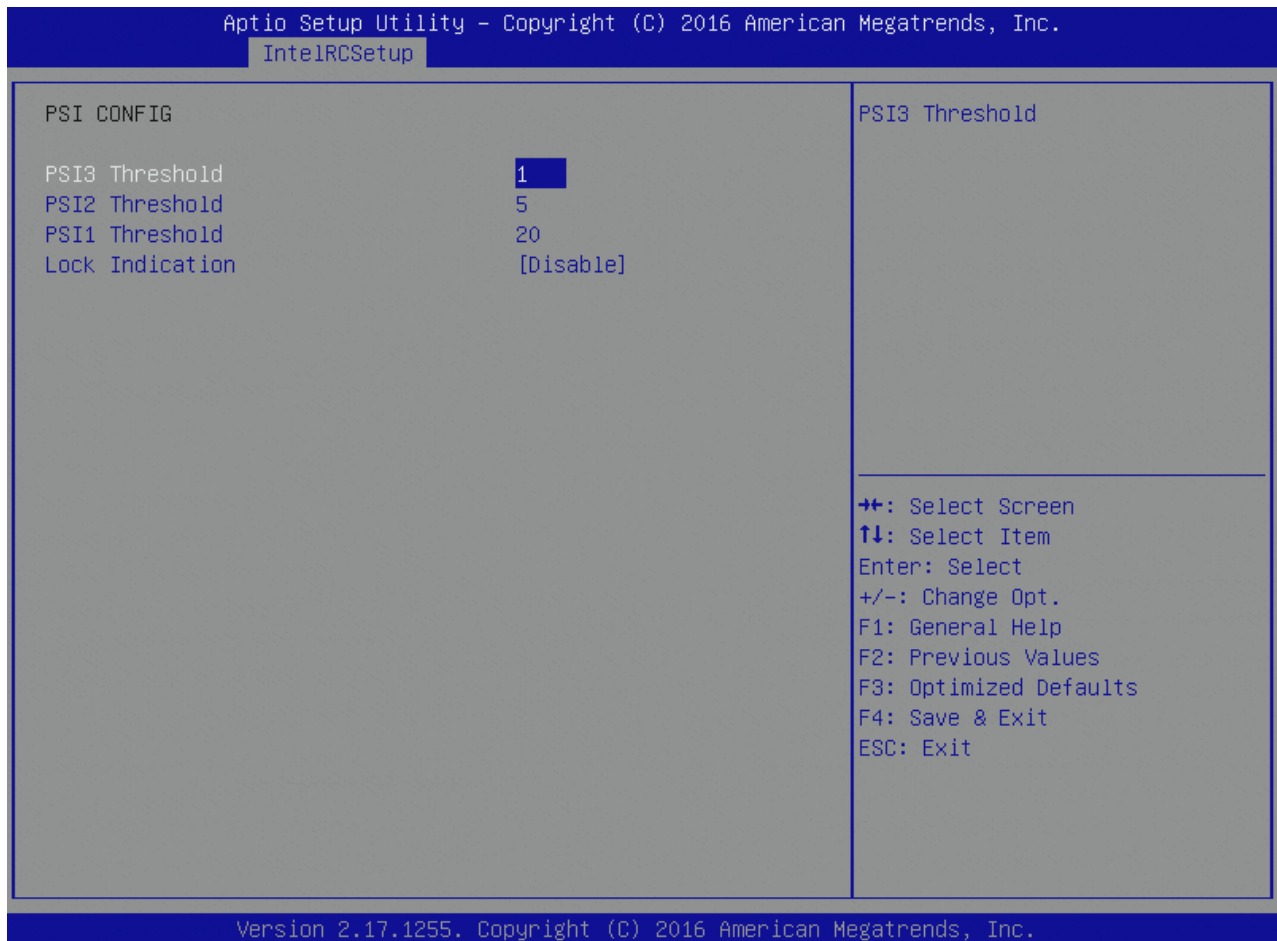 Aptio Setup Utility – Copyright (C) 2016 American Megatrends, Inc.
IntelRCSetup
PSI CONFIG
PSI3 Threshold 1
PSI2 Threshold 5
PSI1 Threshold 20
Lock Indication [Disable]
PSI3 Threshold
→←: Select Screen
↑↓: Select Item
Enter: Select
+/-: Change Opt.
F1: General Help
F2: Previous Values
F3: Optimized Defaults
F4: Save & Exit
ESC: Exit
Version 2.17.1255. Copyright (C) 2016 American Megatrends, Inc.